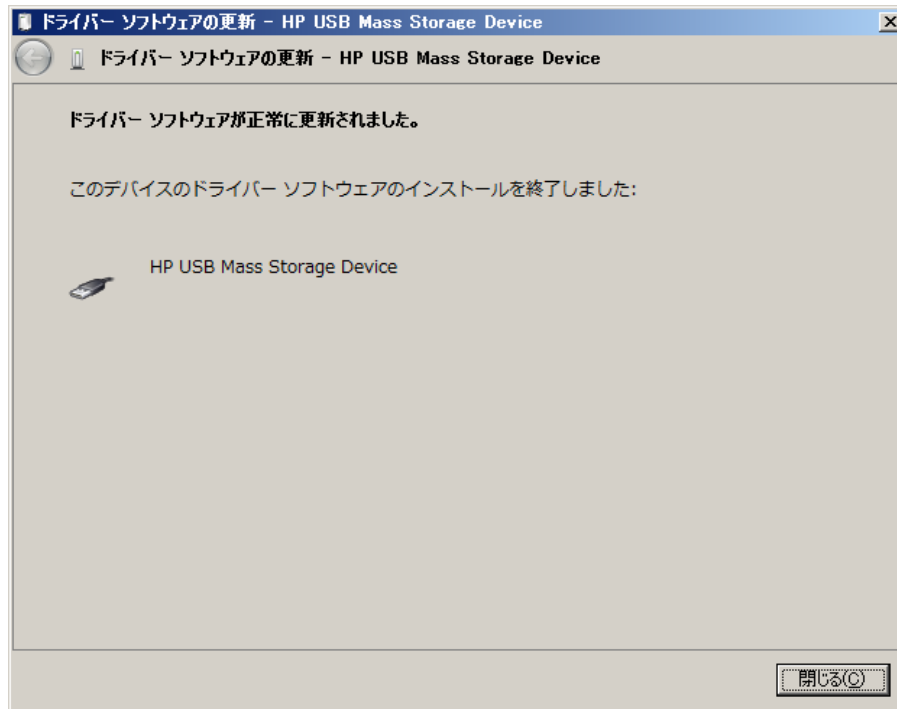 ドライバー ソフトウェアの更新 - HP USB Mass Storage Device
ドライバー ソフトウェアの更新 - HP USB Mass Storage Device
ドライバー ソフトウェアが正常に更新されました。
このデバイスのドライバー ソフトウェアのインストールを終了しました:
HP USB Mass Storage Device
閉じる(C)